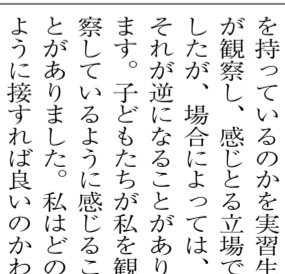 を持っているのかを実習生
が観察し、感じとる立場で
したが、場合によっては、
それが逆になることがあり
ます。子どもたちが私を観
察しているように感じるこ
とがありました。私はどの
ように接すれば良いのかわ